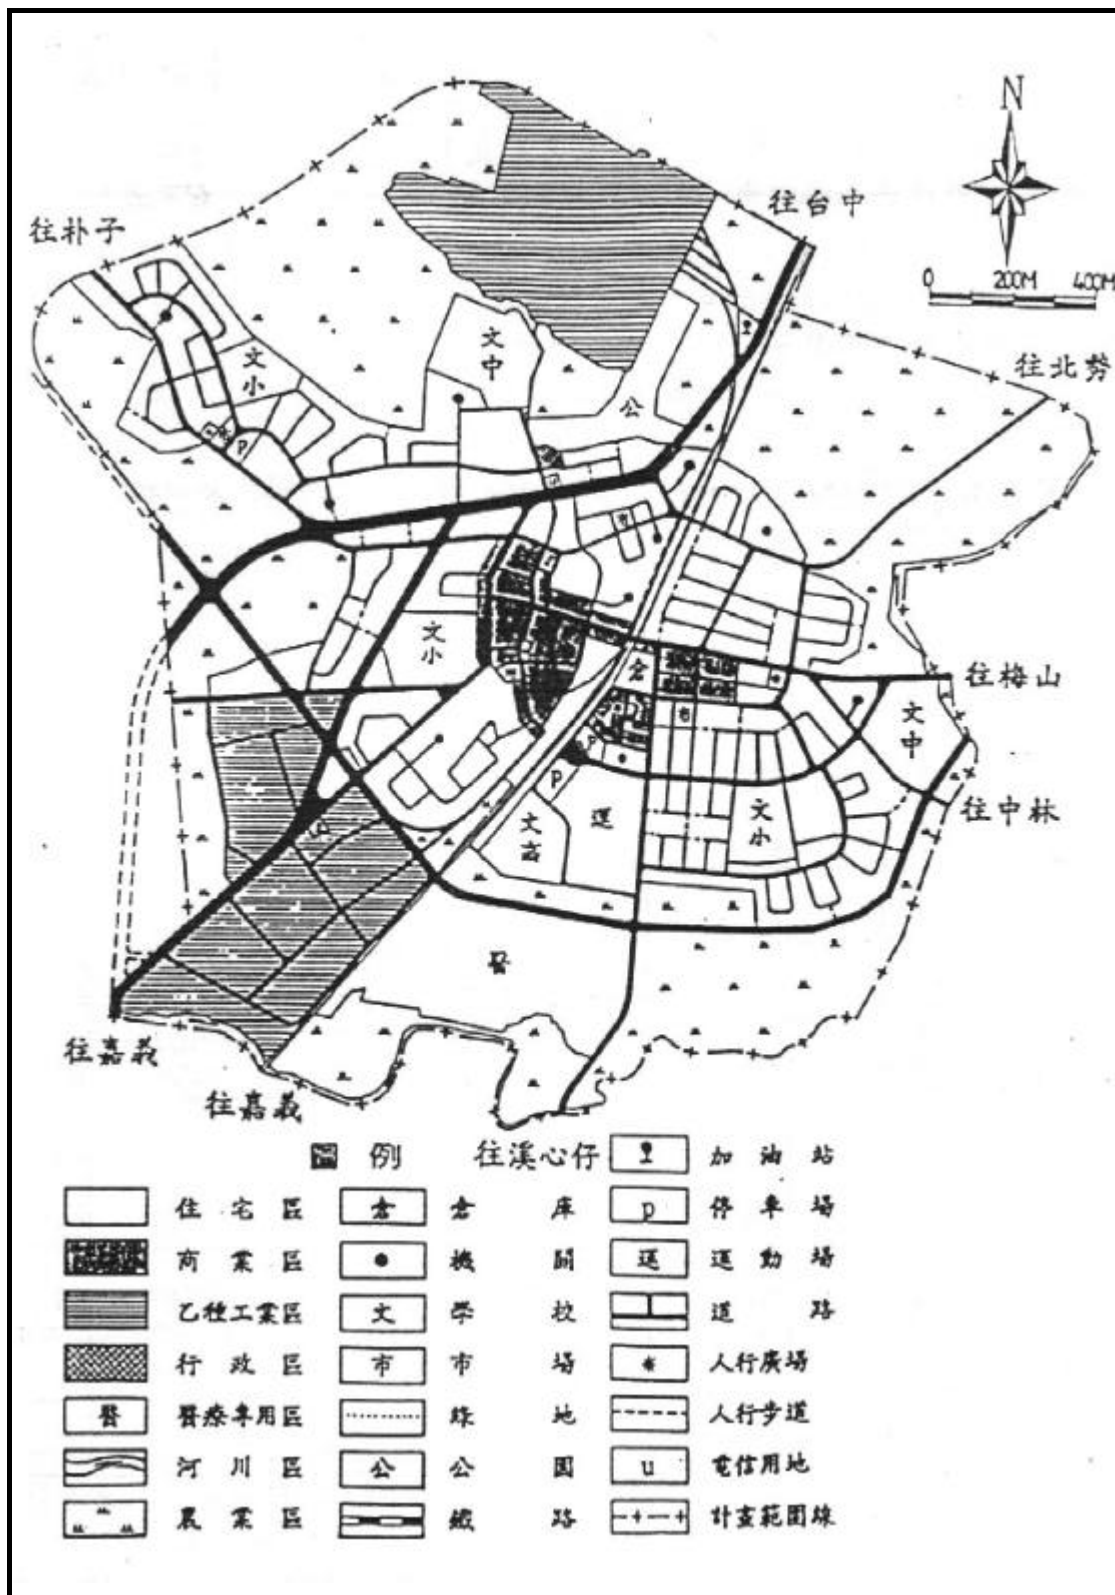 N
往台中
往朴子
0 200M 400M
文中
往北勢
文小
公
P
市
文小
倉
往梅山
市
文中
P
P
往中林
文高
運
文小
醫
往嘉義
往嘉義
圖例
往溪心仔
加油站
住宅區
倉 倉庫
p 停車場
商業區
機關
運 運動場
乙種工業區
文 學校
道路
行政區
市 市場
人行廣場
醫 醫療專用區
綠地
人行步道
河川區
公 公園
u 電信用地
農業區
鐵路
計畫範圍線